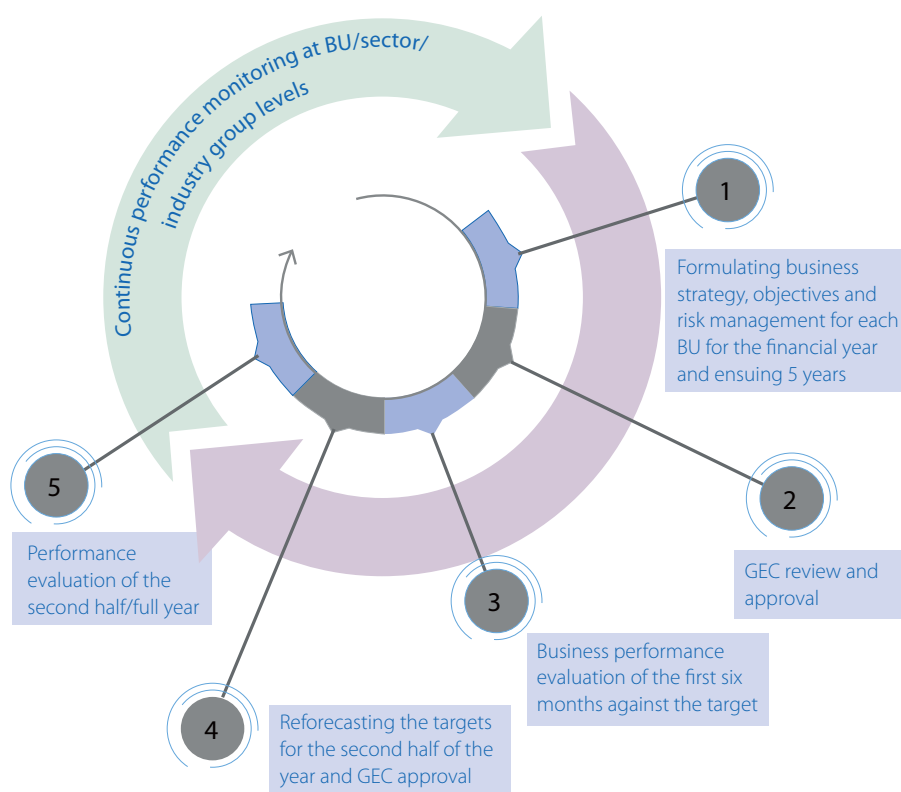 Continuous performance monitoring at BU/sector/
industry group levels
1
Formulating business
strategy, objectives and
risk management for each
BU for the financial year
and ensuing 5 years
2
GEC review and
approval
3
Business performance
evaluation of the first six
months against the target
4
Reforecasting the targets
for the second half of the
year and GEC approval
5
Performance
evaluation of the
second half/full year